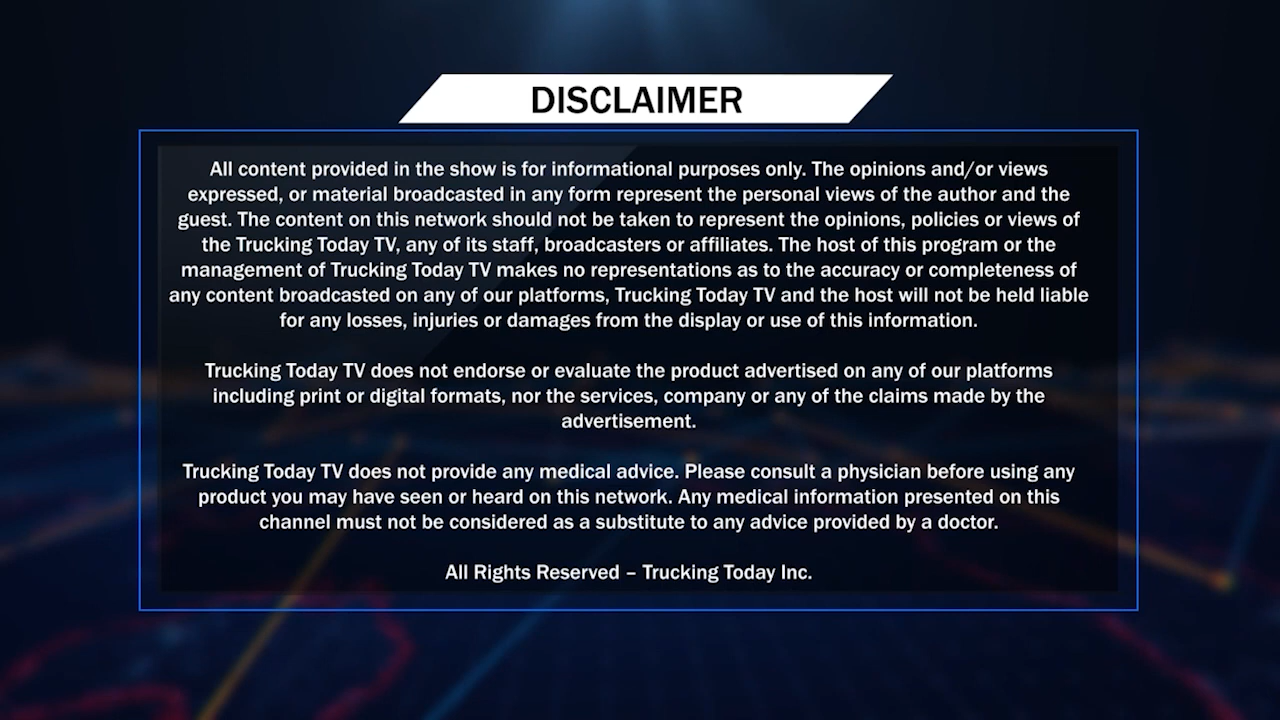 DISCLAIMER
All content provided in the show is for informational purposes only. The opinions and/or views
expressed, or material broadcasted in any form represent the personal views of the author and the
guest. The content on this network should not be taken to represent the opinions, policies or views of
the Trucking Today TV, any of its staff, broadcasters or affiliates. The host of this program or the
management of Trucking Today TV makes no representations as to the accuracy or completeness of
any content broadcasted on any of our platforms, Trucking Today TV and the host will not be held liable
for any losses, injuries or damages from the display or use of this information.
Trucking Today TV does not endorse or evaluate the product advertised on any of our platforms
including print or digital formats, nor the services, company or any of the claims made by the
advertisement.
Trucking Today TV does not provide any medical advice. Please consult a physician before using any
product you may have seen or heard on this network. Any medical information presented on this
channel must not be considered as a substitute to any advice provided by a doctor.
All Rights Reserved – Trucking Today Inc.